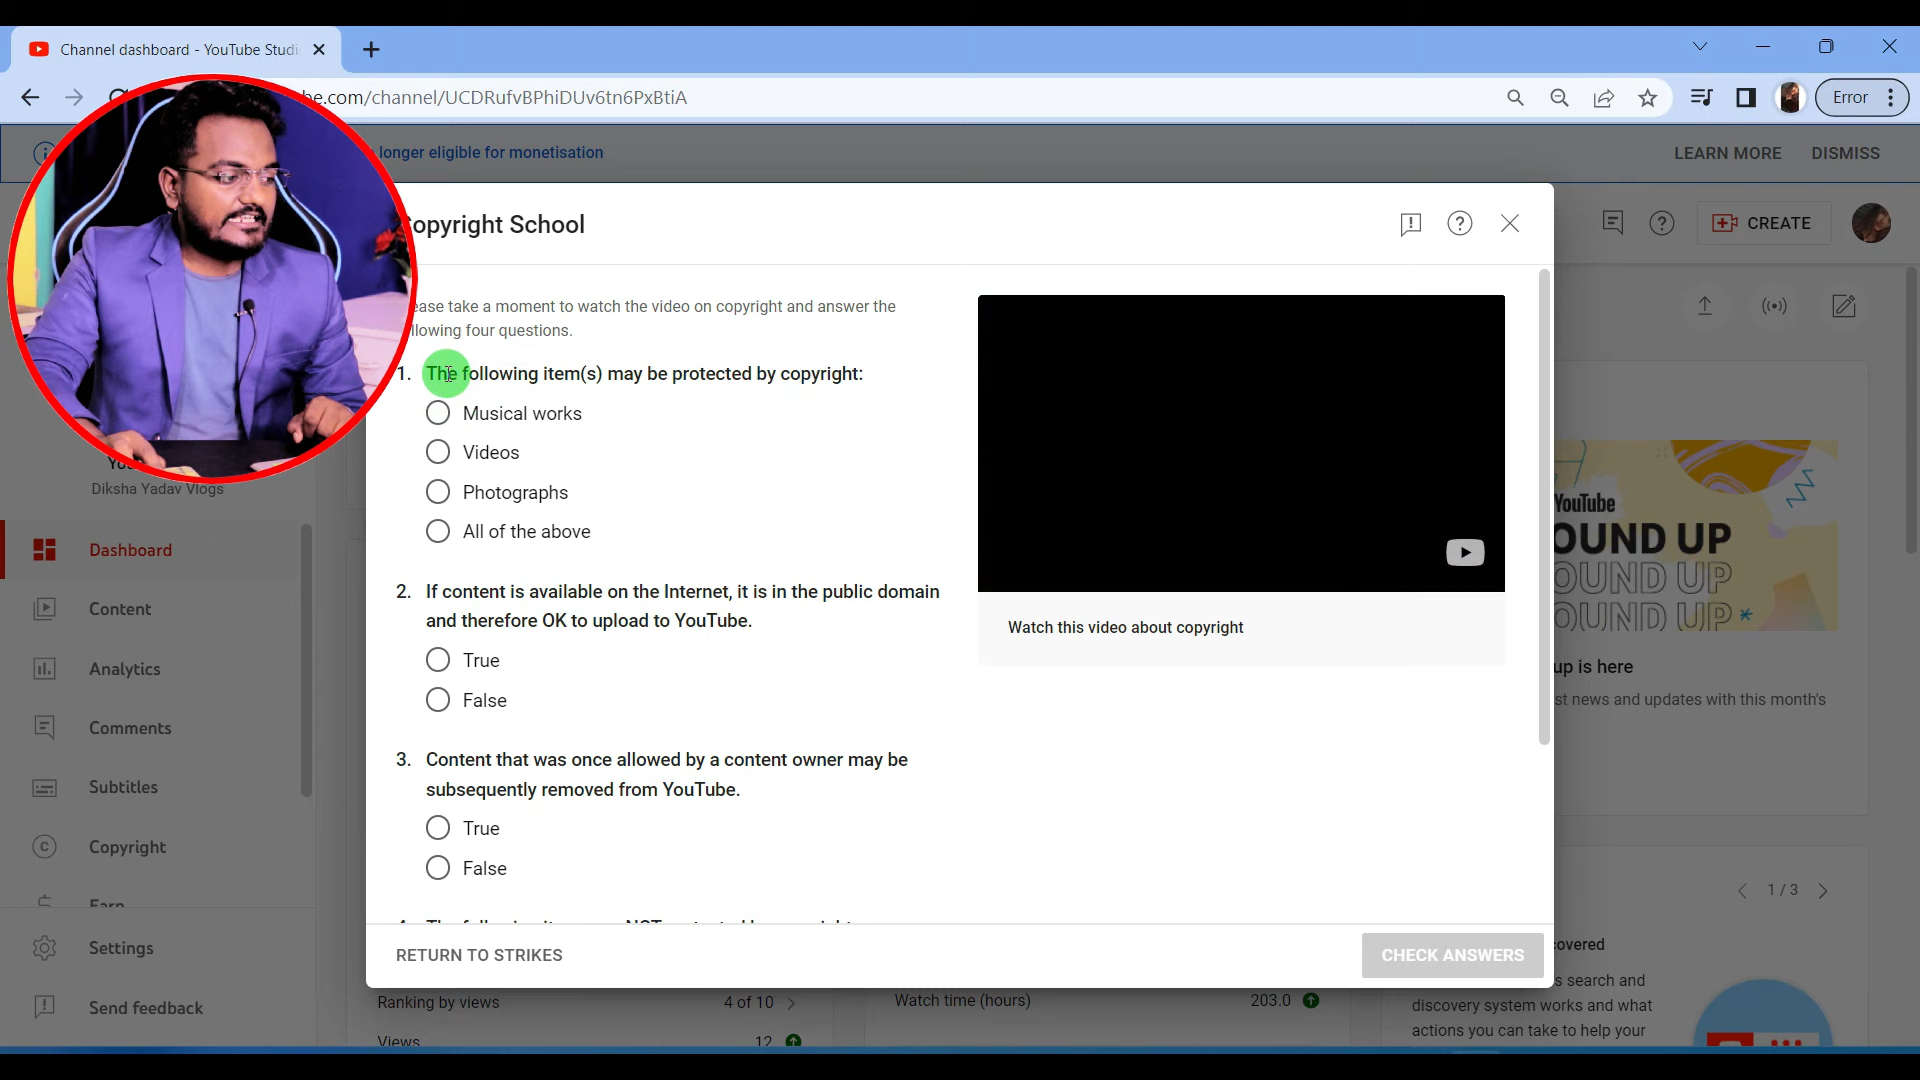 Channel dashboard - YouTube Studi
be.com/channel/UCDRufvBPhiDUv6tn6PxBtiA
Error
longer eligible for monetisation
LEARN MORE
DISMISS
opyright School
CREATE
ease take a moment to watch the video on copyright and answer the
llowing four questions.
1. The following item(s) may be protected by copyright:
Musical works
Videos
Photographs
All of the above
2. If content is available on the Internet, it is in the public domain
and therefore OK to upload to YouTube.
True
False
3. Content that was once allowed by a content owner may be
subsequently removed from YouTube.
True
False
RETURN TO STRIKES
CHECK ANSWERS
Watch this video about copyright
Diksha Yadav Vlogs
Dashboard
Content
Analytics
Comments
Subtitles
Copyright
Earn
Settings
Send feedback
YouTube
OUND UP
OUND UP
OUND UP
up is here
st news and updates with this month's
1 / 3
overed
s search and
discovery system works and what
actions you can take to help your
Ranking by views
4 of 10
Views
12
Watch time (hours)
203.0